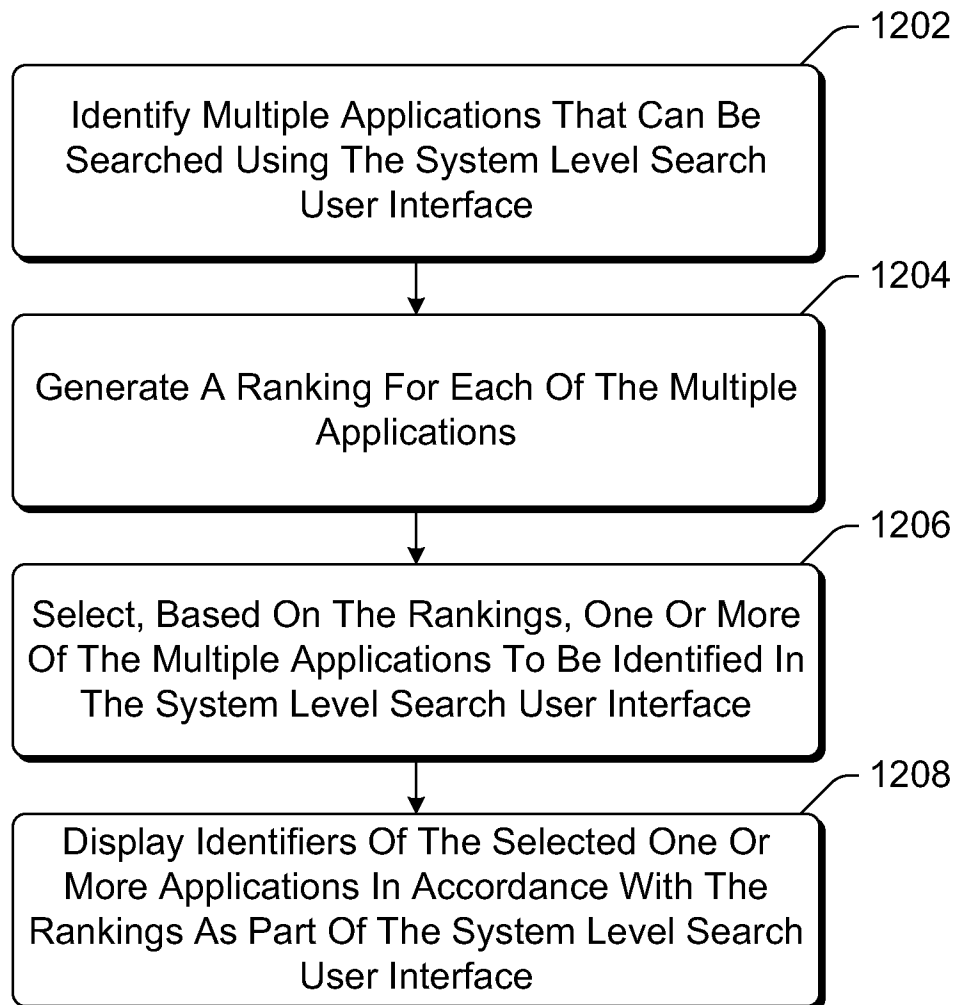 1202
Identify Multiple Applications That Can Be
Searched Using The System Level Search
User Interface
1204
Generate A Ranking For Each Of The Multiple
Applications
1206
Select, Based On The Rankings, One Or More
Of The Multiple Applications To Be Identified In
The System Level Search User Interface
1208
Display Identifiers Of The Selected One Or
More Applications In Accordance With The
Rankings As Part Of The System Level Search
User Interface